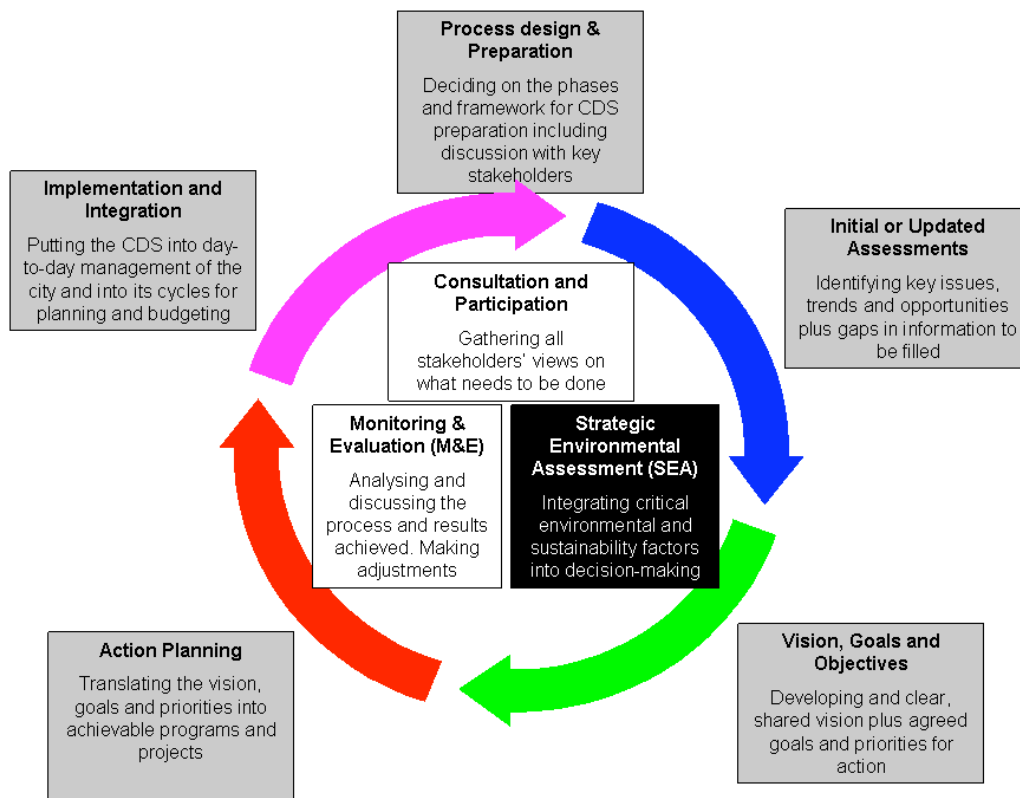 Process design &
Preparation
Deciding on the phases
and framework for CDS
preparation including
discussion with key
stakeholders
Implementation and
Integration
Putting the CDS into day-
to-day management of the
city and into its cycles for
planning and budgeting
Initial or Updated
Assessments
Identifying key issues,
trends and opportunities
plus gaps in information to
be filled
Consultation and
Participation
Gathering all
stakeholders’ views on
what needs to be done
Monitoring &
Evaluation (M&E)
Analysing and
discussing the
process and results
achieved. Making
adjustments
Strategic
Environmental
Assessment (SEA)
Integrating critical
environmental and
sustainability factors
into decision-making
Action Planning
Translating the vision,
goals and priorities into
achievable programs and
projects
Vision, Goals and
Objectives
Developing and clear,
shared vision plus agreed
goals and priorities for
action